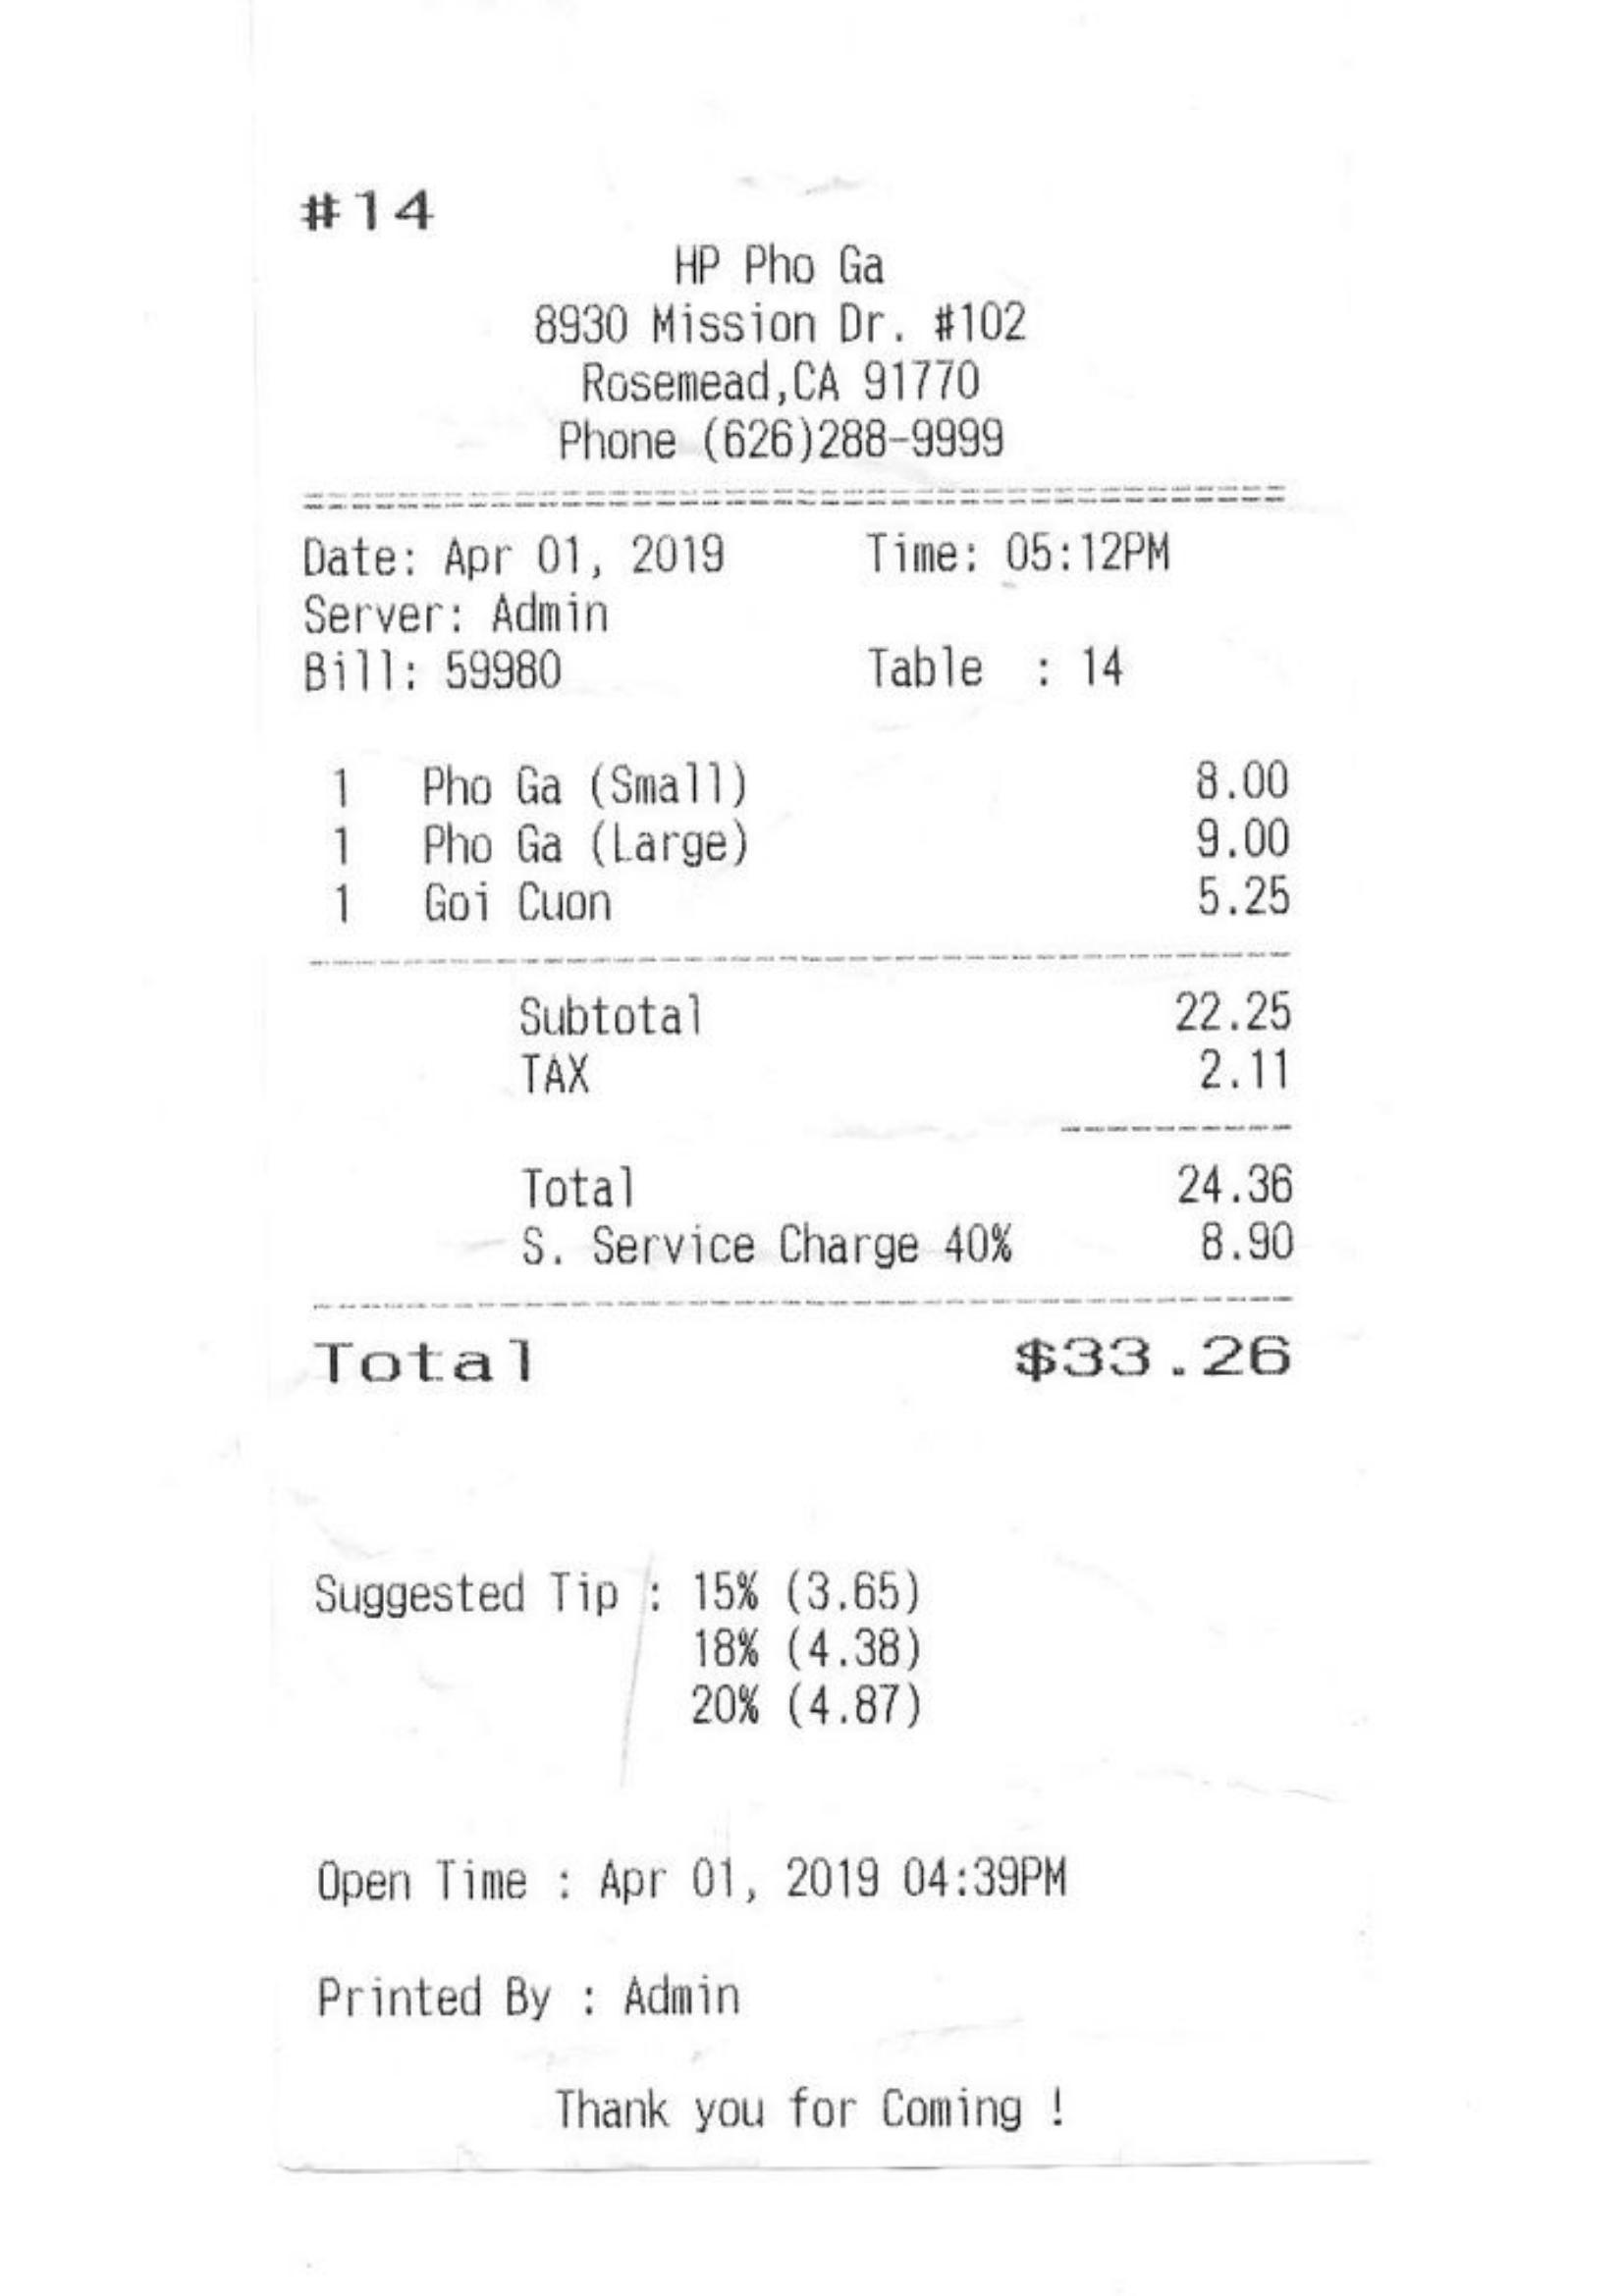 #14
HP Pho Ga
8930 Mission Dr. #102
Rosemead,CA 91770
Phone (626)288-9999
Date: Apr 01, 2019 Time: 05:12PM
Server: Admin
Bill: 59980 Table : 14
1 Pho Ga (Small) 8.00
1 Pho Ga (Large) 9.00
1 Goi Cuon 5.25
Subtotal 22.25
TAX 2.11
Total 24.36
S. Service Charge 40% 8.90
Total $33.26
Suggested Tip : 15% (3.65)
18% (4.38)
20% (4.87)
Open Time : Apr 01, 2019 04:39PM
Printed By : Admin
Thank you for Coming !